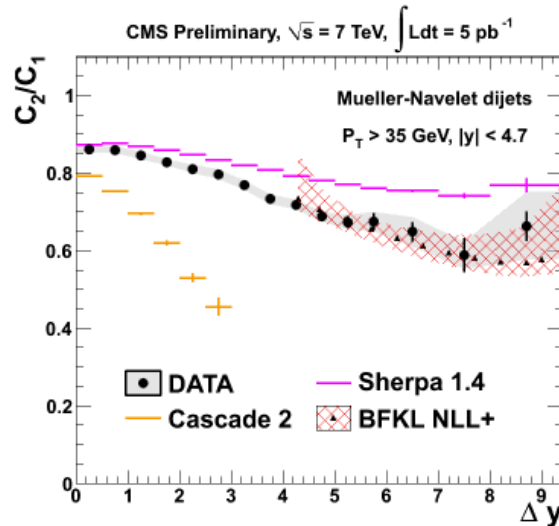 CMS Preliminary, √s = 7 TeV, ∫Ldt = 5 pb⁻¹
C₂/C₁
Mueller-Navelet dijets
P_T > 35 GeV, |y| < 4.7
1
0.8
0.6
0.4
0.2
0
DATA
Sherpa 1.4
Cascade 2
BFKL NLL+
0 1 2 3 4 5 6 7 8 9
Δ y